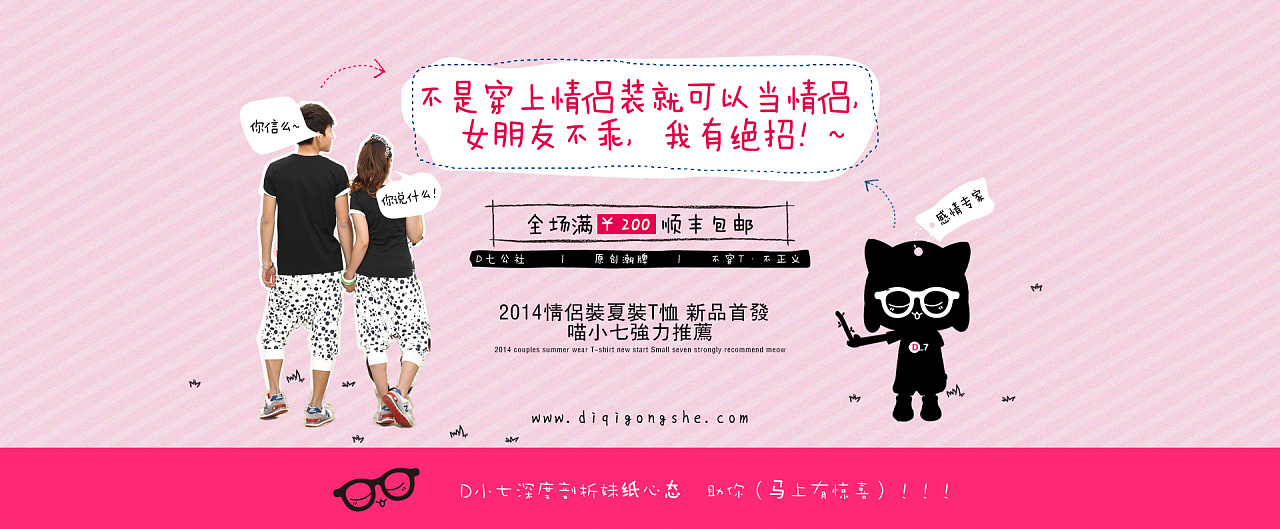 不是穿上情侣装就可以当情侣,
女朋友不乖, 我有绝招! ~
你信么~
你说什么!
感情专家
全场满 ¥ 200 顺丰包邮
D七公社 | 原创潮牌 | 不穿T·不正义
2014情侶裝夏裝T恤 新品首發
喵小七強力推薦
2014 couples summer wear T-shirt new start Small seven strongly recommend meow
D.7
www.diqigongshe.com
D小七深度剖析妹纸心态 助你（马上有惊喜）！！！